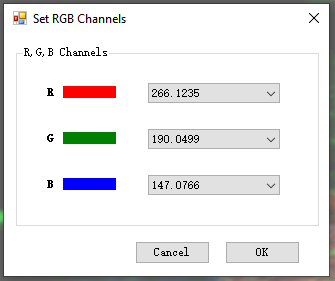 Set RGB Channels
R,G,B Channels
R 266.1235
G 190.0499
B 147.0766
Cancel OK